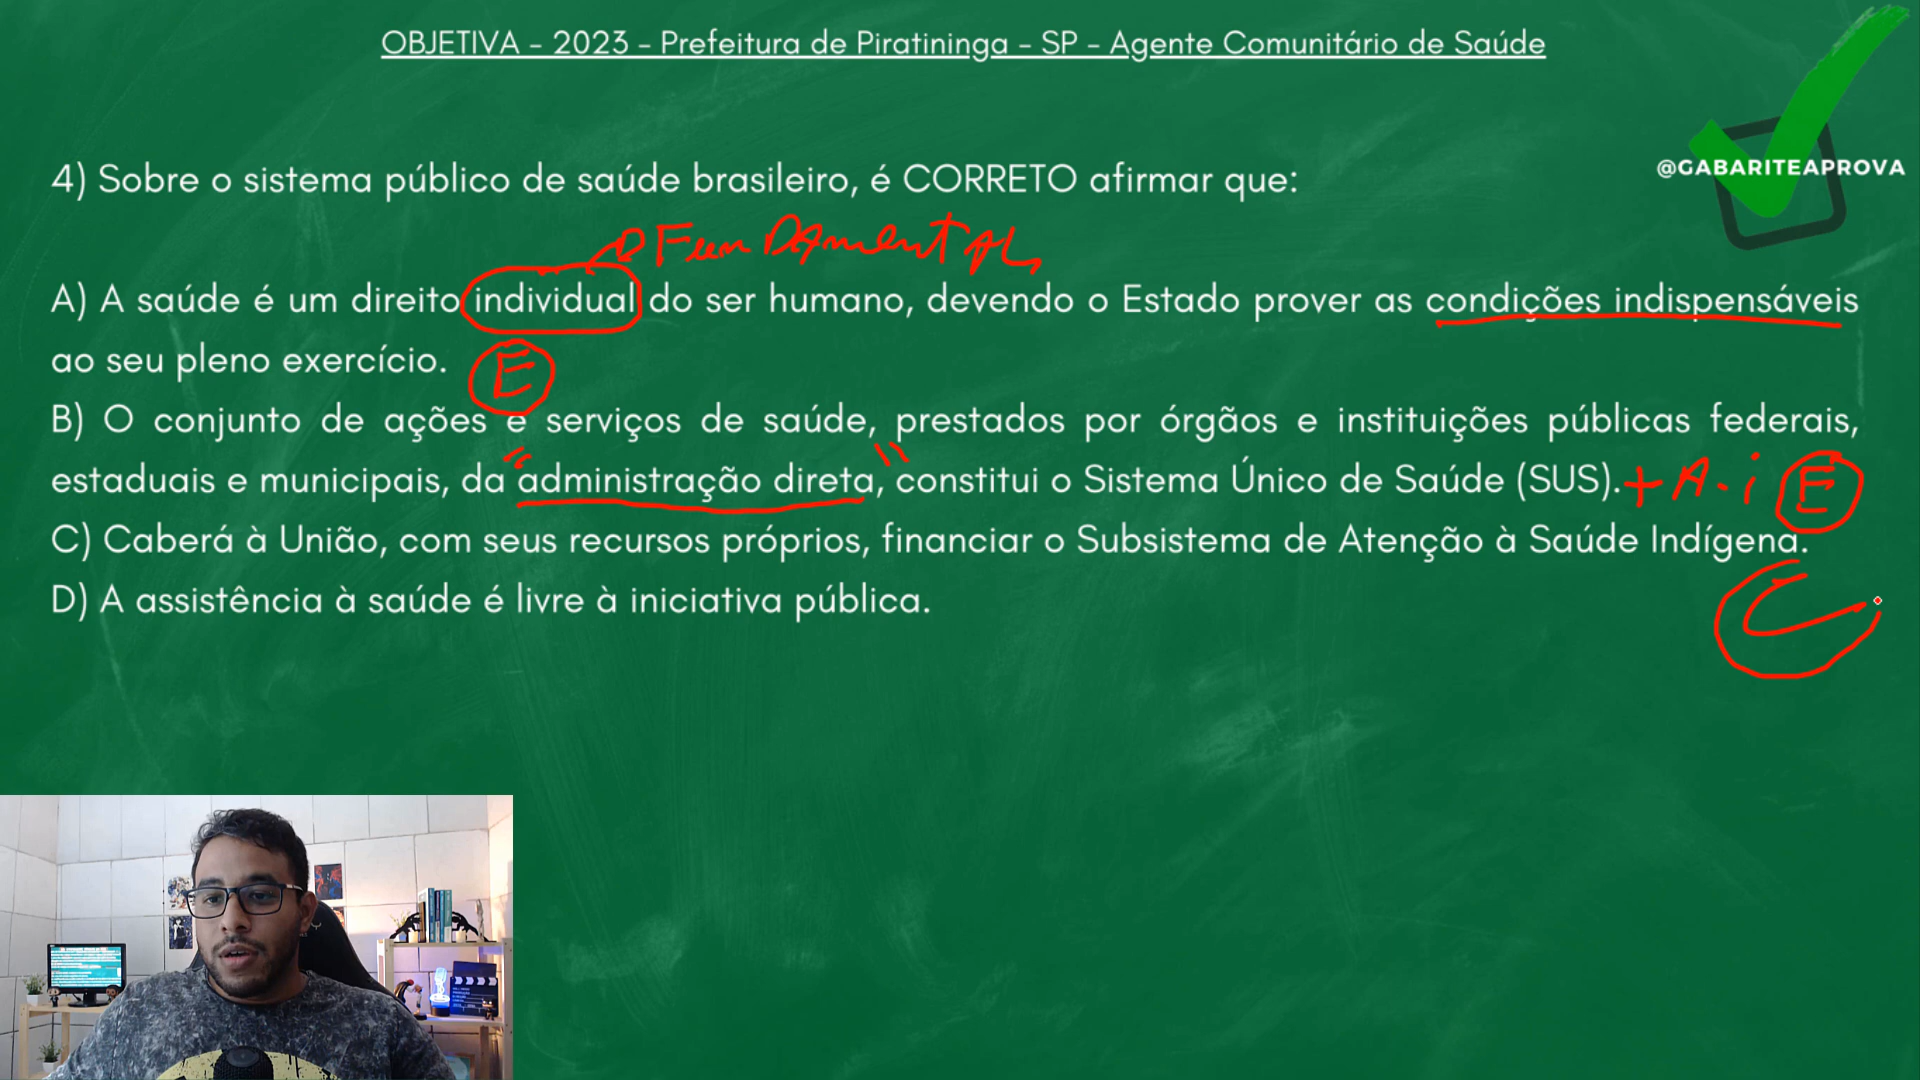 OBJETIVA - 2023 - Prefeitura de Piratininga - SP - Agente Comunitário de Saúde
@GABARITEAPROVA
4) Sobre o sistema público de saúde brasileiro, é CORRETO afirmar que:
FunDAmentAL
A) A saúde é um direito individual do ser humano, devendo o Estado prover as condições indispensáveis
ao seu pleno exercício.
E
B) O conjunto de ações e serviços de saúde, prestados por órgãos e instituições públicas federais,
estaduais e municipais, da "administração direta", constitui o Sistema Único de Saúde (SUS). + A.i E
C) Caberá à União, com seus recursos próprios, financiar o Subsistema de Atenção à Saúde Indígena.
C
D) A assistência à saúde é livre à iniciativa pública.